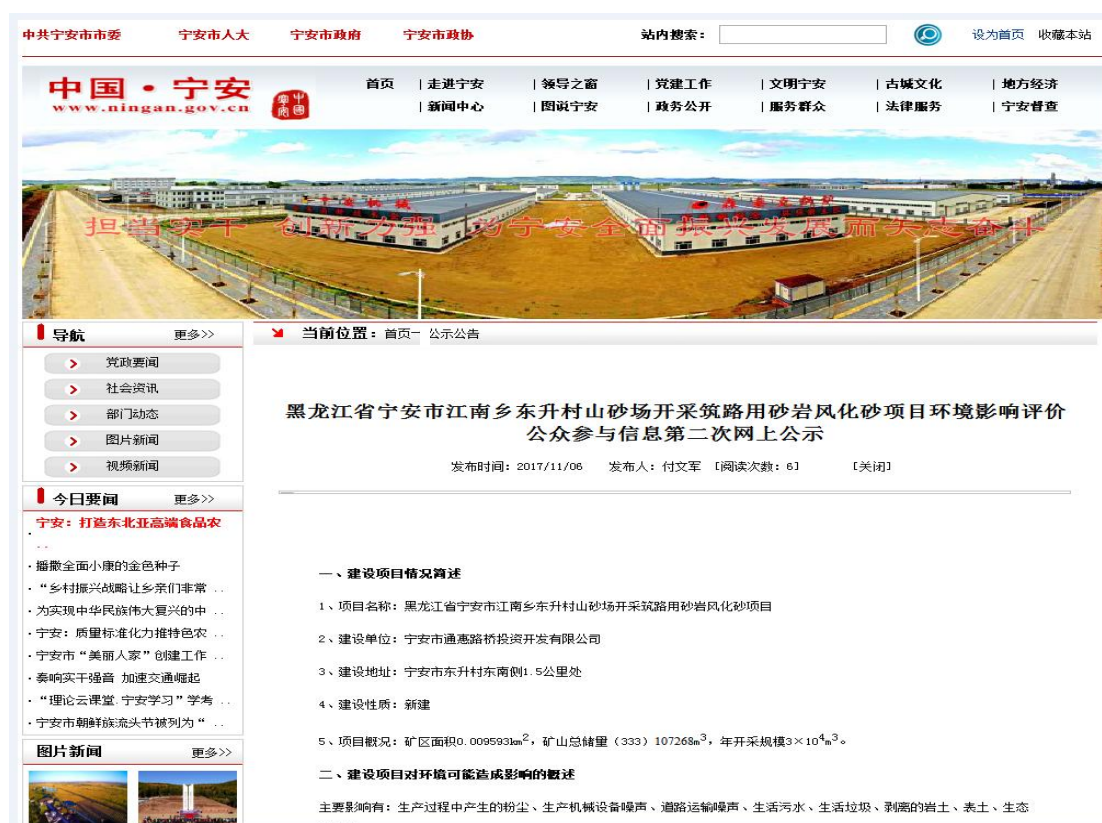 中共宁安市市委 宁安市人大 宁安市政府 宁安市政协 站内搜索： 设为首页 收藏本站
中国·宁安
www.ningan.gov.cn
首页 | 走进宁安 | 领导之窗 | 党建工作 | 文明宁安 | 古城文化 | 地方经济
| 新闻中心 | 图说宁安 | 政务公开 | 服务群众 | 法律服务 | 宁安督查
担当实干 创新力强 为宁安全面振兴发展而矢志奋斗
导航 更多>>
党政要闻
社会资讯
部门动态
图片新闻
视频新闻
今日要闻 更多>>
宁安：打造东北亚高端食品农
..
·播撒全面小康的金色种子
·“乡村振兴战略让乡亲们非常 ..
·为实现中华民族伟大复兴的中 ..
·宁安：质量标准化力推特色农 ..
·宁安市“美丽人家”创建工作 ..
·奏响实干强音 加速交通崛起
·“理论云课堂.宁安学习”学考 ..
·宁安市朝鲜族流头节被列为“ ..
图片新闻 更多>>
当前位置：首页— 公示公告
黑龙江省宁安市江南乡东升村山砂场开采筑路用砂岩风化砂项目环境影响评价
公众参与信息第二次网上公示
发布时间：2017/11/06 发布人：付文军 [阅读次数：6] [关闭]
一、建设项目情况简述
1、项目名称：黑龙江省宁安市江南乡东升村山砂场开采筑路用砂岩风化砂项目
2、建设单位：宁安市通惠路桥投资开发有限公司
3、建设地址：宁安市东升村东南侧1.5公里处
4、建设性质：新建
5、项目概况：矿区面积0.009593km²，矿山总储量（333）107268m³，年开采规模3×10⁴m³。
二、建设项目对环境可能造成影响的概述
主要影响有：生产过程中产生的粉尘、生产机械设备噪声、道路运输噪声、生活污水、生活垃圾、剥离的岩土、表土、生态